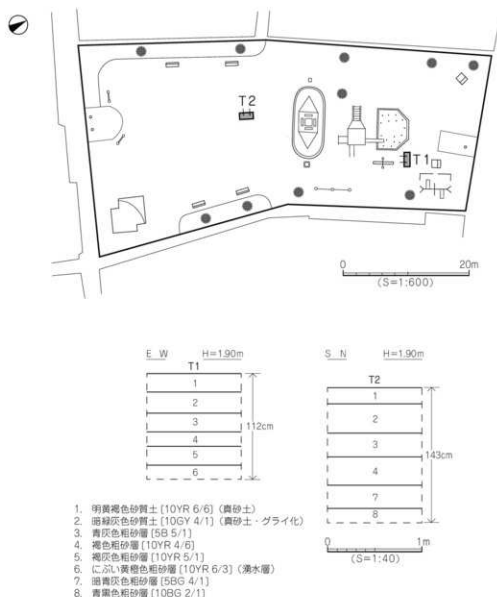 T2
T1
0 20m
(S=1:600)
E W H=1.90m
T1
1
2
3
4
5
6
112cm
S N H=1.90m
T2
1
2
3
4
7
8
143cm
0 1m
(S=1:40)
1. 明黄褐色砂質土 [10YR 6/6] (真砂土)
2. 暗緑灰色砂質土 [10GY 4/1] (真砂土・グライ化)
3. 青灰色粗砂層 [5B 5/1]
4. 褐色粗砂層 [10YR 4/6]
5. 褐灰色粗砂層 [10YR 5/1]
6. にぶい黄橙色粗砂層 [10YR 6/3] (湧水層)
7. 暗青灰色粗砂層 [5BG 4/1]
8. 青黒色粗砂層 [10BG 2/1]